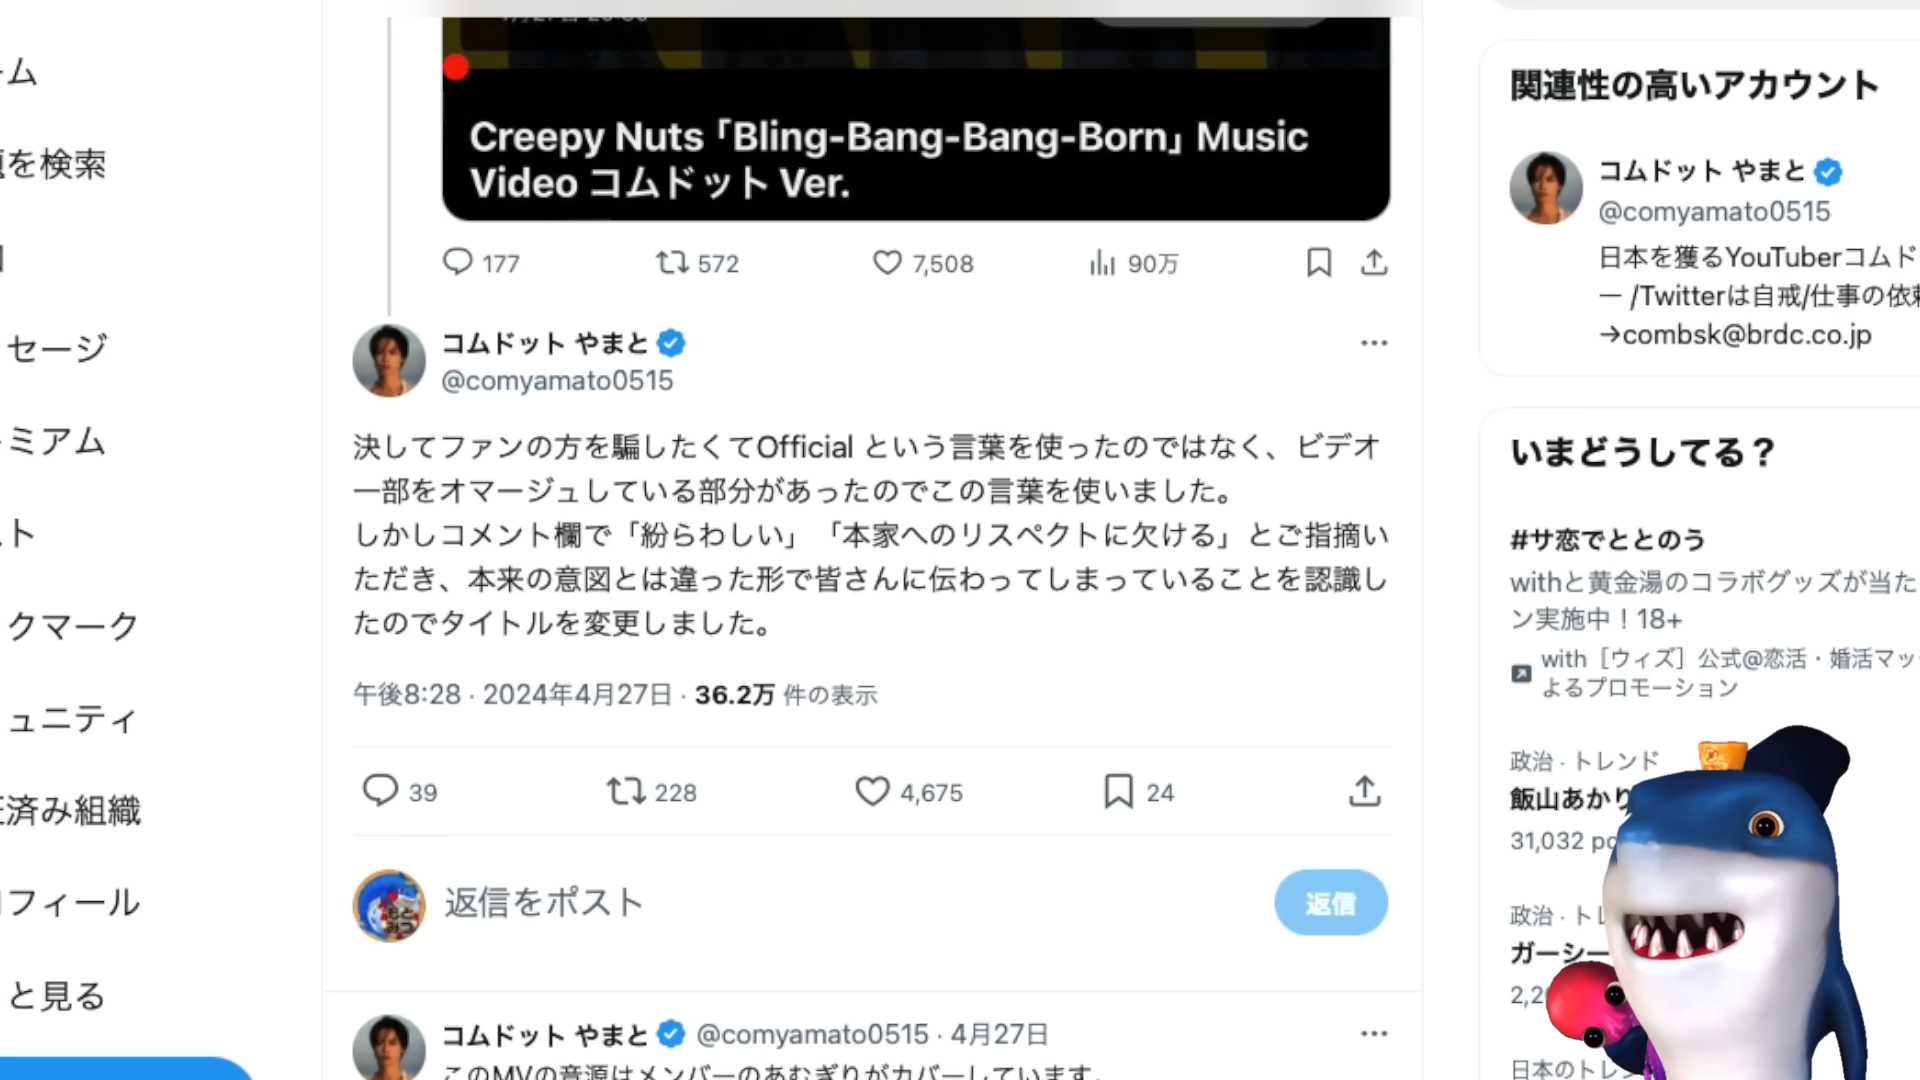 ーム
を検索
セージ
ミアム
スト
クマーク
ュニティ
済み組織
フィール
と見る
Creepy Nuts「Bling-Bang-Bang-Born」Music
Video コムドット Ver.
177 572 7,508 90万
コムドット やまと
@comyamato0515
決してファンの方を騙したくてOfficial という言葉を使ったのではなく、ビデオ
一部をオマージュしている部分があったのでこの言葉を使いました。
しかしコメント欄で「紛らわしい」「本家へのリスペクトに欠ける」とご指摘い
ただき、本来の意図とは違った形で皆さんに伝わってしまっていることを認識し
たのでタイトルを変更しました。
午後8:28 · 2024年4月27日 · 36.2万 件の表示
39 228 4,675 24
返信をポスト
返信
コムドット やまと @comyamato0515 · 4月27日
このMVの音源はメンバーのあむぎりがカバーしています。
関連性の高いアカウント
コムドット やまと
@comyamato0515
日本を獲るYouTuberコムド
ー /Twitterは自戒/仕事の依頼
→combsk@brdc.co.jp
いまどうしてる？
#サ恋でととのう
withと黄金湯のコラボグッズが当た
ン実施中！18+
with［ウィズ］公式@恋活・婚活マッ
よるプロモーション
政治 · トレンド
飯山あかり
31,032 po
政治 · トレ
ガーシー
2,2
日本のトレン